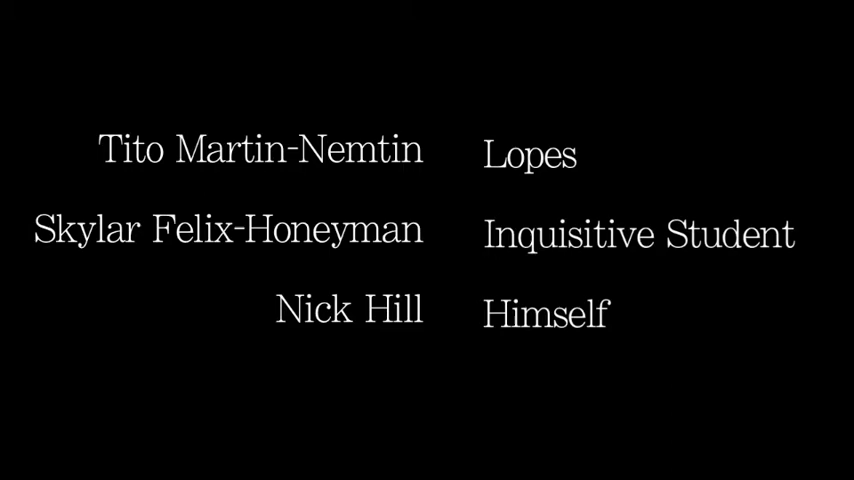 Tito Martin-Nemtin Lopes
Skylar Felix-Honeyman Inquisitive Student
Nick Hill Himself